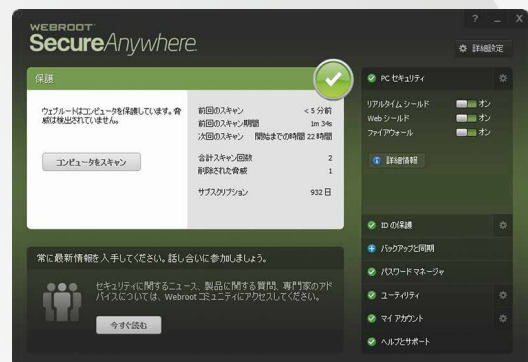 WEBROOT
SecureAnywhere
? _ X
詳細設定
保護
ウェブルートはコンピュータを保護しています。脅
威は検出されていません。
コンピュータをスキャン
前回のスキャン < 5 分前
前回のスキャン期間 1m 34s
次回のスキャン 開始までの時間 22 時間
合計スキャン回数 2
削除された脅威 1
サブスクリプション 932 日
常に最新情報を入手してください。話し合いに参加しましょう。
セキュリティに関するニュース、製品に関する質問、専門家のアド
バイスについては、Webroot コミュニティにアクセスしてください。
今すぐ読む
PC セキュリティ
リアルタイム シールド オン
Web シールド オン
ファイアウォール オン
詳細情報
ID の保護
バックアップと同期
パスワード マネージャ
ユーティリティ
マイ アカウント
ヘルプとサポート